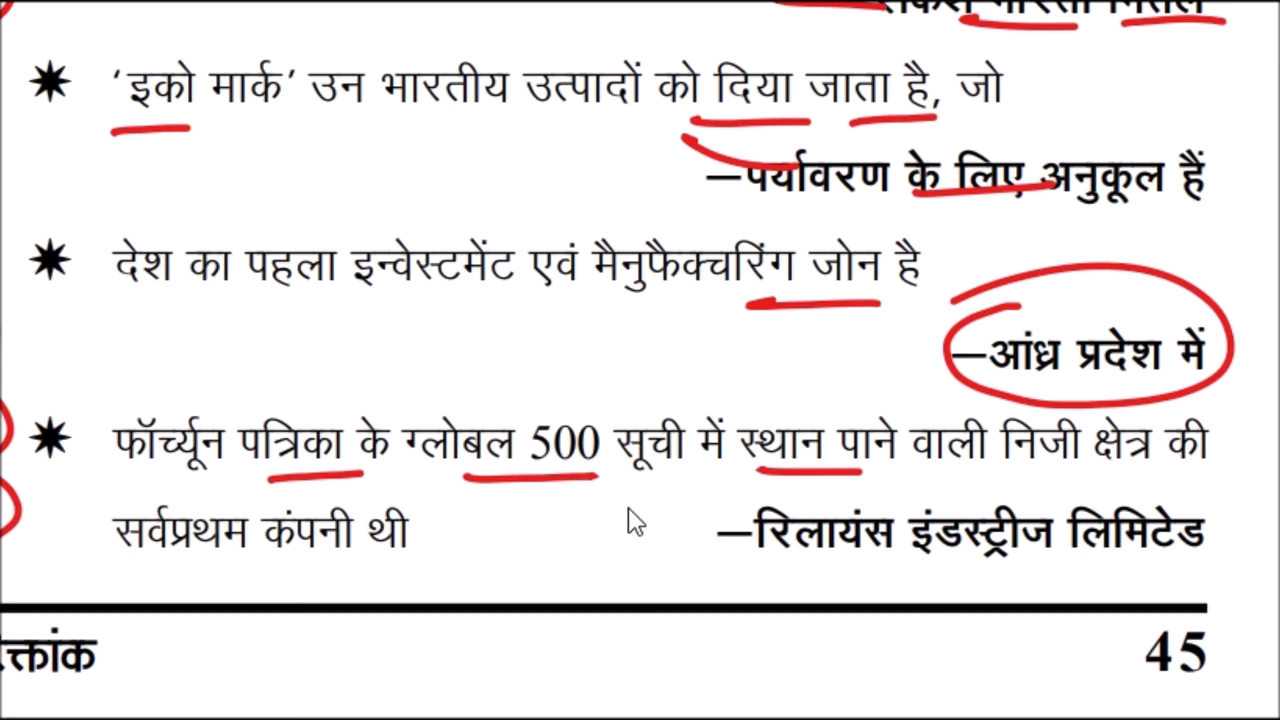 ‘इको मार्क’ उन भारतीय उत्पादों को दिया जाता है, जो
—पर्यावरण के लिए अनुकूल हैं
देश का पहला इन्वेस्टमेंट एवं मैनुफैक्चरिंग जोन है
—आंध्र प्रदेश में
फॉर्च्यून पत्रिका के ग्लोबल 500 सूची में स्थान पाने वाली निजी क्षेत्र की
सर्वप्रथम कंपनी थी —रिलायंस इंडस्ट्रीज लिमिटेड
45